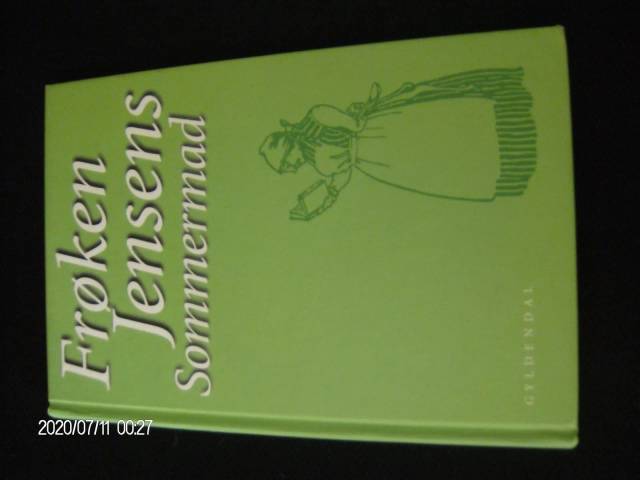 Frøken
Jensens
Sommermad
GYLDENDAL
2020/07/11 00:27